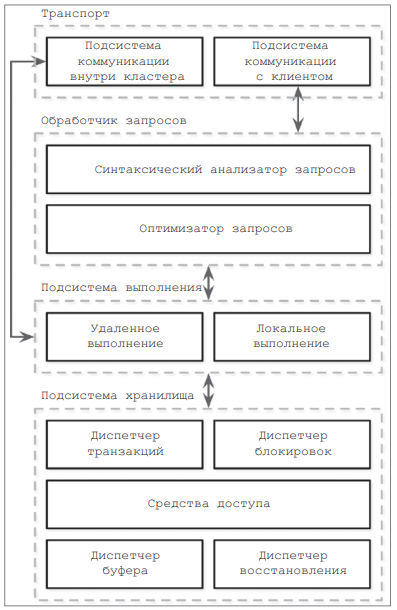 Транспорт
Подсистема
коммуникации
внутри кластера
Подсистема
коммуникации
с клиентом
Обработчик запросов
Синтаксический анализатор запросов
Оптимизатор запросов
Подсистема выполнения
Удаленное
выполнение
Локальное
выполнение
Подсистема хранилища
Диспетчер
транзакций
Диспетчер
блокировок
Средства доступа
Диспетчер
буфера
Диспетчер
восстановления